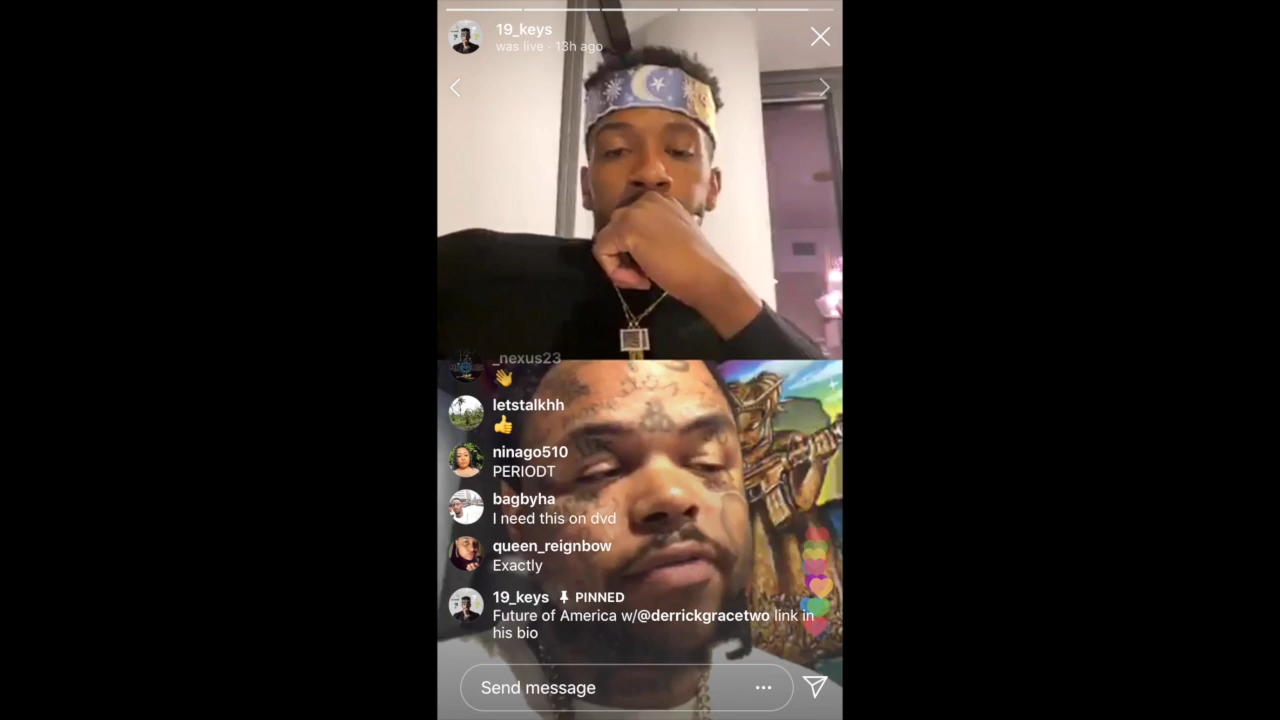 19_keys
was live · 13h ago
_nexus23
👋
letstalkhh
👍
ninago510
PERIODT
bagbyha
I need this on dvd
queen_reignbow
Exactly
19_keys PINNED
Future of America w/@derrickgracetwo link in
his bio
Send message